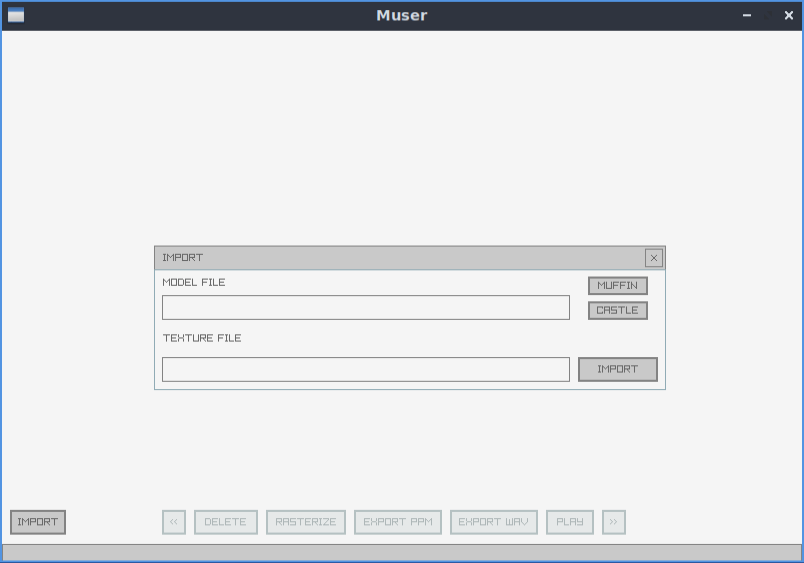 Muser
IMPORT
MODEL FILE
MUFFIN
CASTLE
TEXTURE FILE
IMPORT
IMPORT << DELETE RASTERIZE EXPORT PPM EXPORT WAV PLAY >>